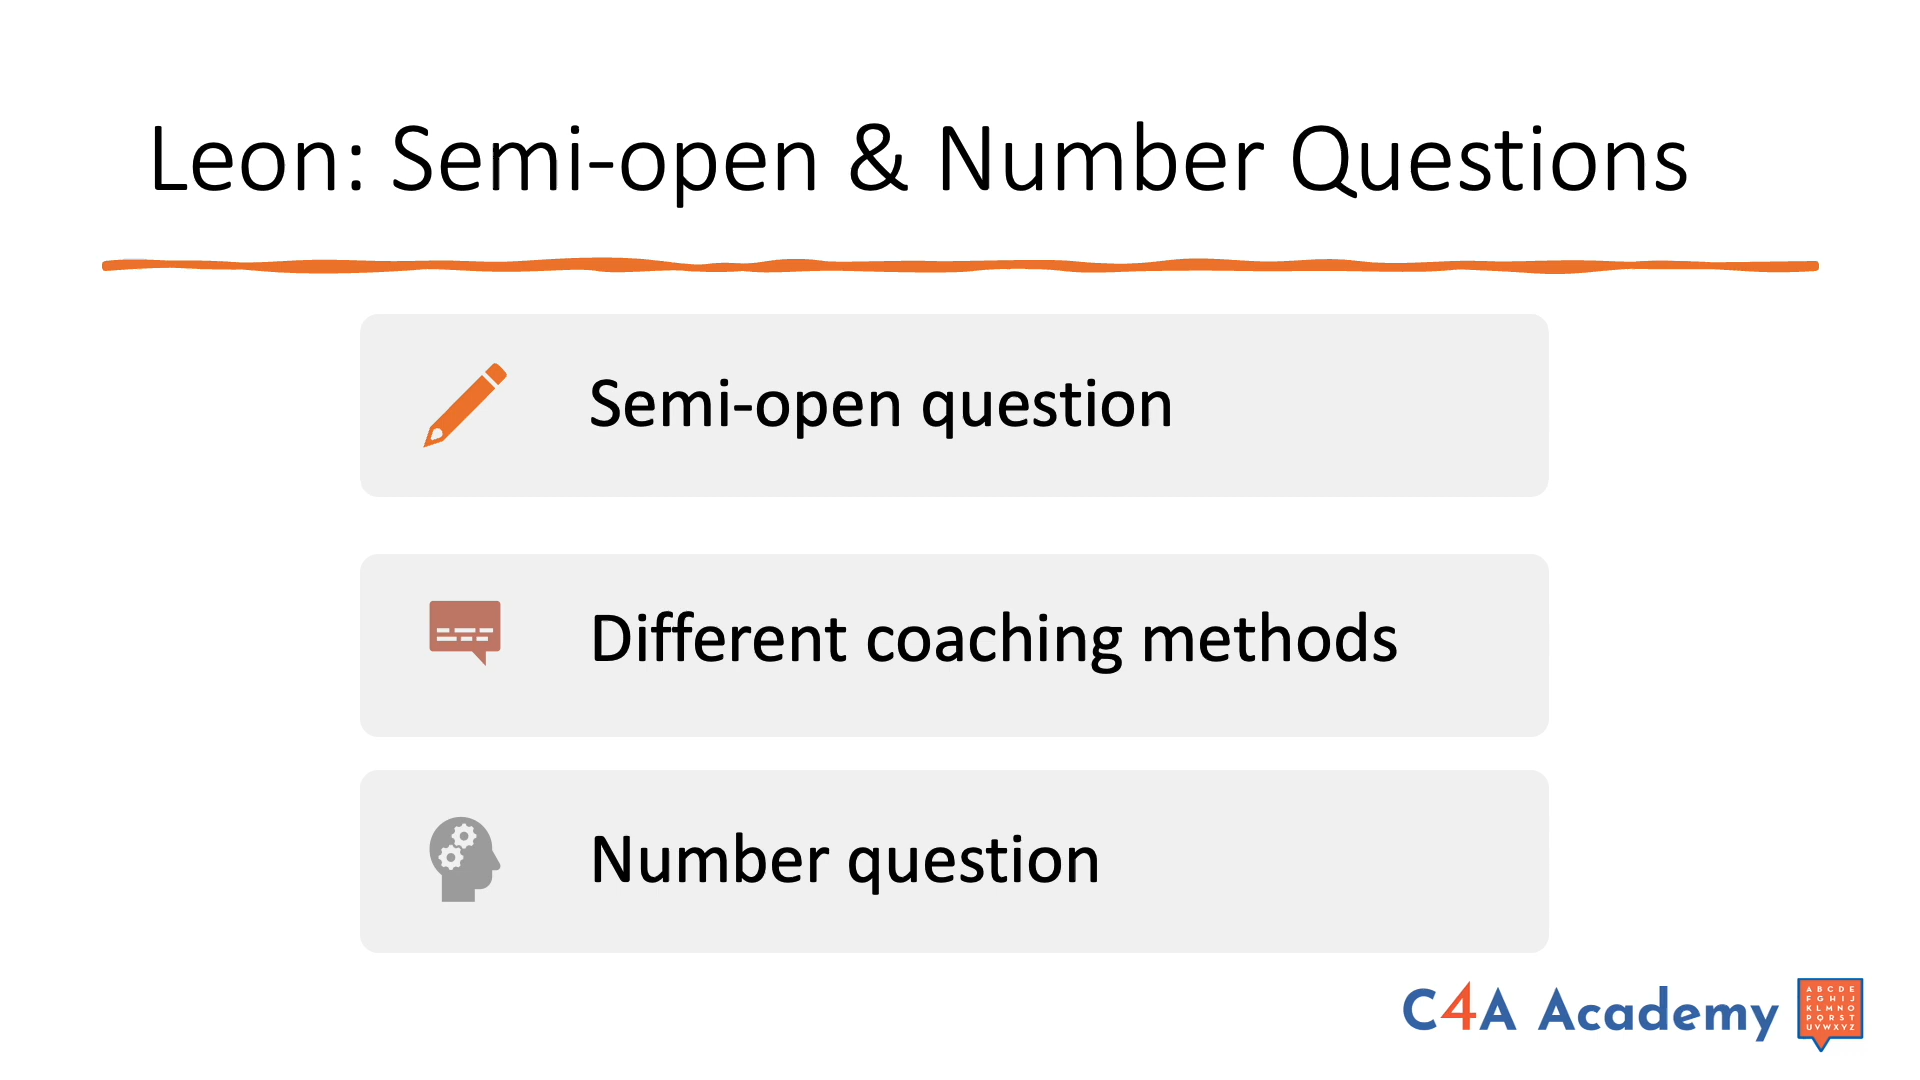 Leon: Semi-open & Number Questions
Semi-open question
Different coaching methods
Number question
C4A Academy
A B C D E
F G H I J
K L M N O
P Q R S T
U V W X Y Z